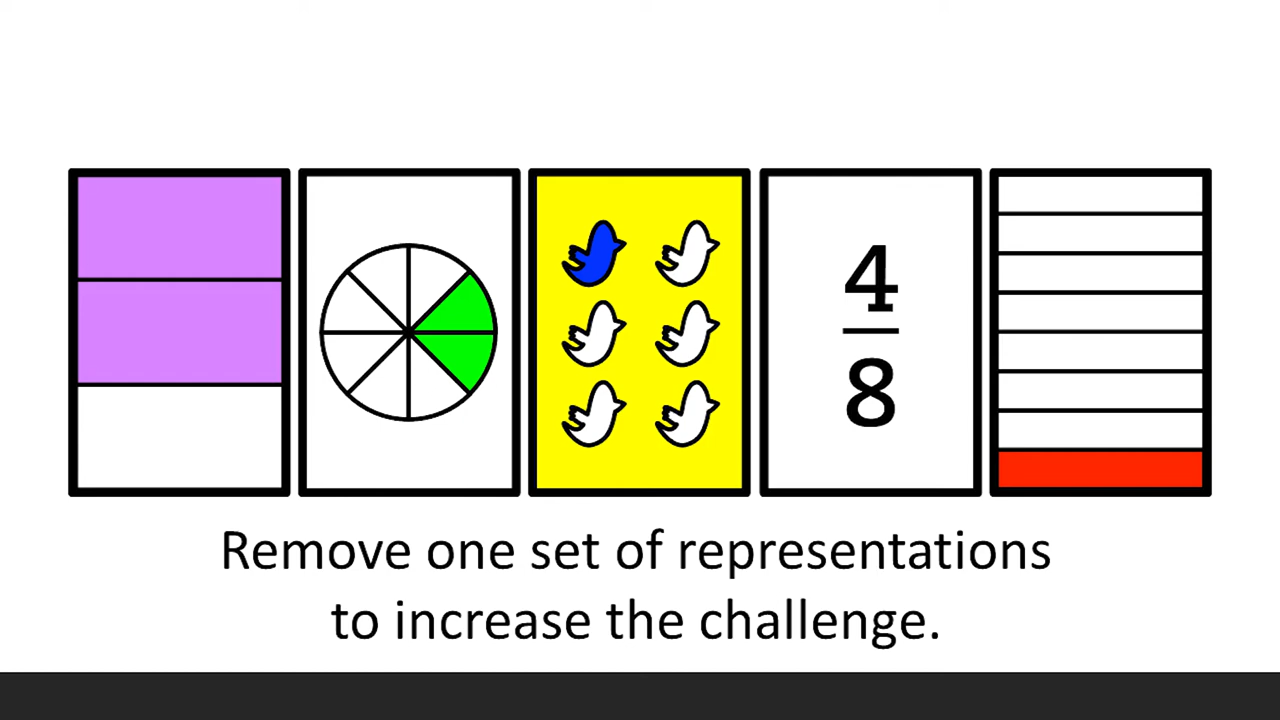 4
8
Remove one set of representations
to increase the challenge.